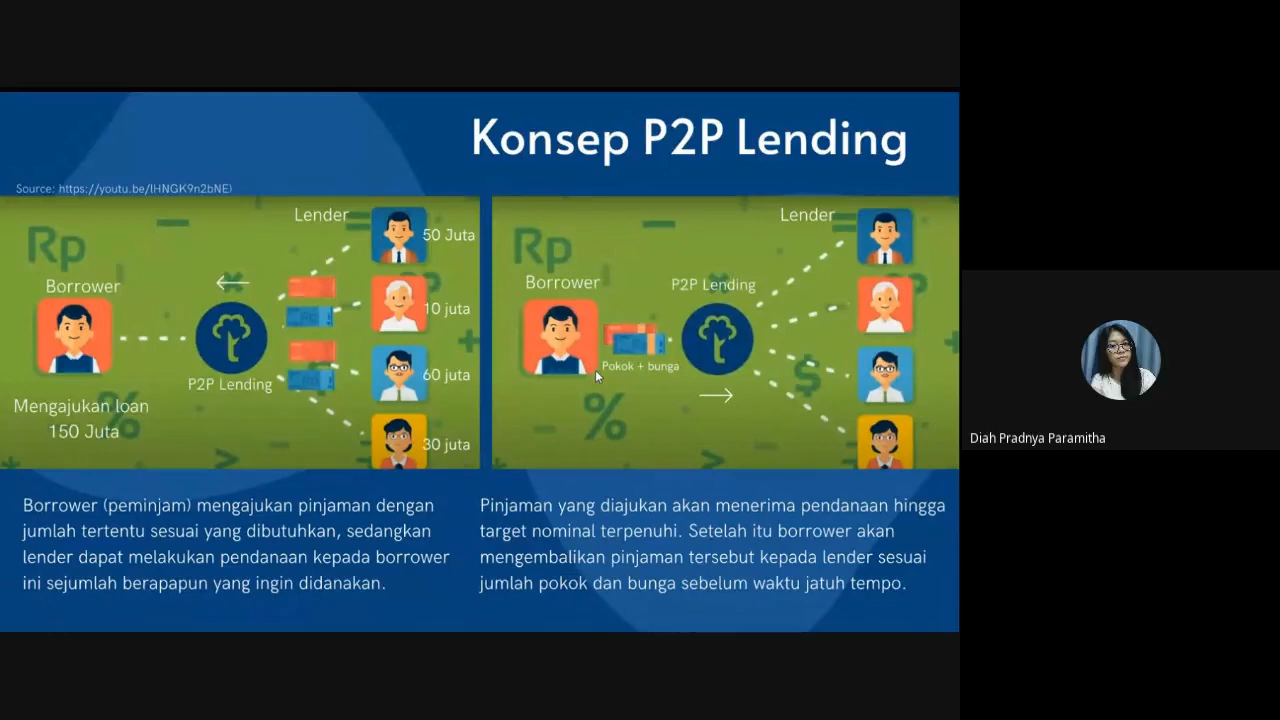 Konsep P2P Lending
Source: https://youtu.be/lHNGK9n2bNE)
Rp
Lender
50 Juta
Borrower
10 juta
60 juta
P2P Lending
Mengajukan loan
150 Juta
%
30 juta
Rp
Lender
Borrower
P2P Lending
Pokok + bunga
$
%
Borrower (peminjam) mengajukan pinjaman dengan
jumlah tertentu sesuai yang dibutuhkan, sedangkan
lender dapat melakukan pendanaan kepada borrower
ini sejumlah berapapun yang ingin didanakan.
Pinjaman yang diajukan akan menerima pendanaan hingga
target nominal terpenuhi. Setelah itu borrower akan
mengembalikan pinjaman tersebut kepada lender sesuai
jumlah pokok dan bunga sebelum waktu jatuh tempo.
Diah Pradnya Paramitha